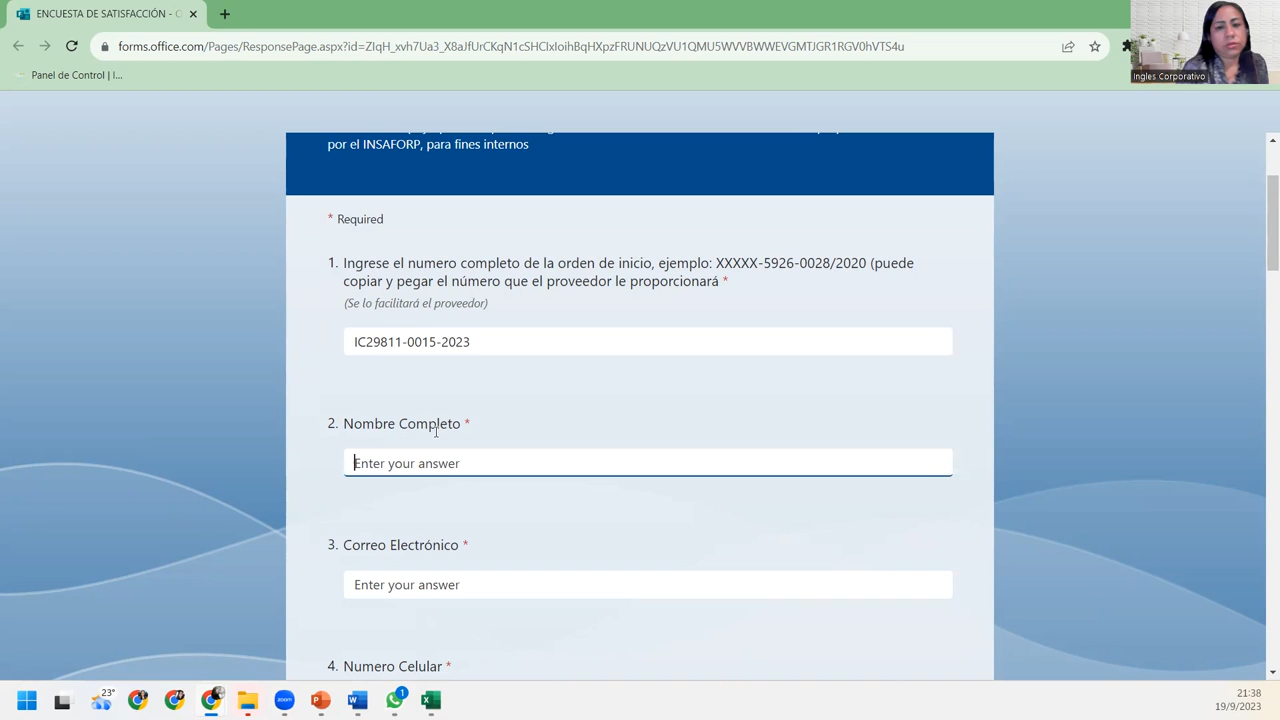 ENCUESTA DE SATISFACCIÓN - O
forms.office.com/Pages/ResponsePage.aspx?id=ZIqH_xvh7Ua3_X8aJfUrCKqN1cSHCIxIoihBqHXpzFRUNUQzVU1QMU5WVVBWWEVGMTJGR1RGV0hVTS4u
Panel de Control | I...
Ingles Corporativo
por el INSAFORP, para fines internos
* Required
1. Ingrese el numero completo de la orden de inicio, ejemplo: XXXXX-5926-0028/2020 (puede
copiar y pegar el número que el proveedor le proporcionará *
(Se lo facilitará el proveedor)
IC29811-0015-2023
2. Nombre Completo *
Enter your answer
3. Correo Electrónico *
Enter your answer
4. Numero Celular *
23°
1
21:38
19/9/2023